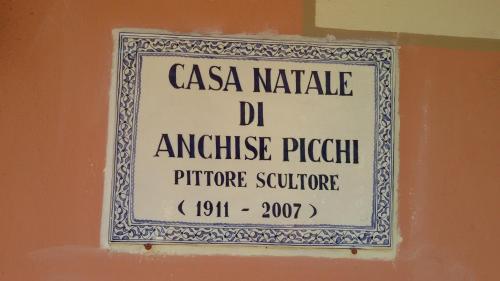 CASA NATALE
DI
ANCHISE PICCHI
PITTORE SCULTORE
( 1911 - 2007 )